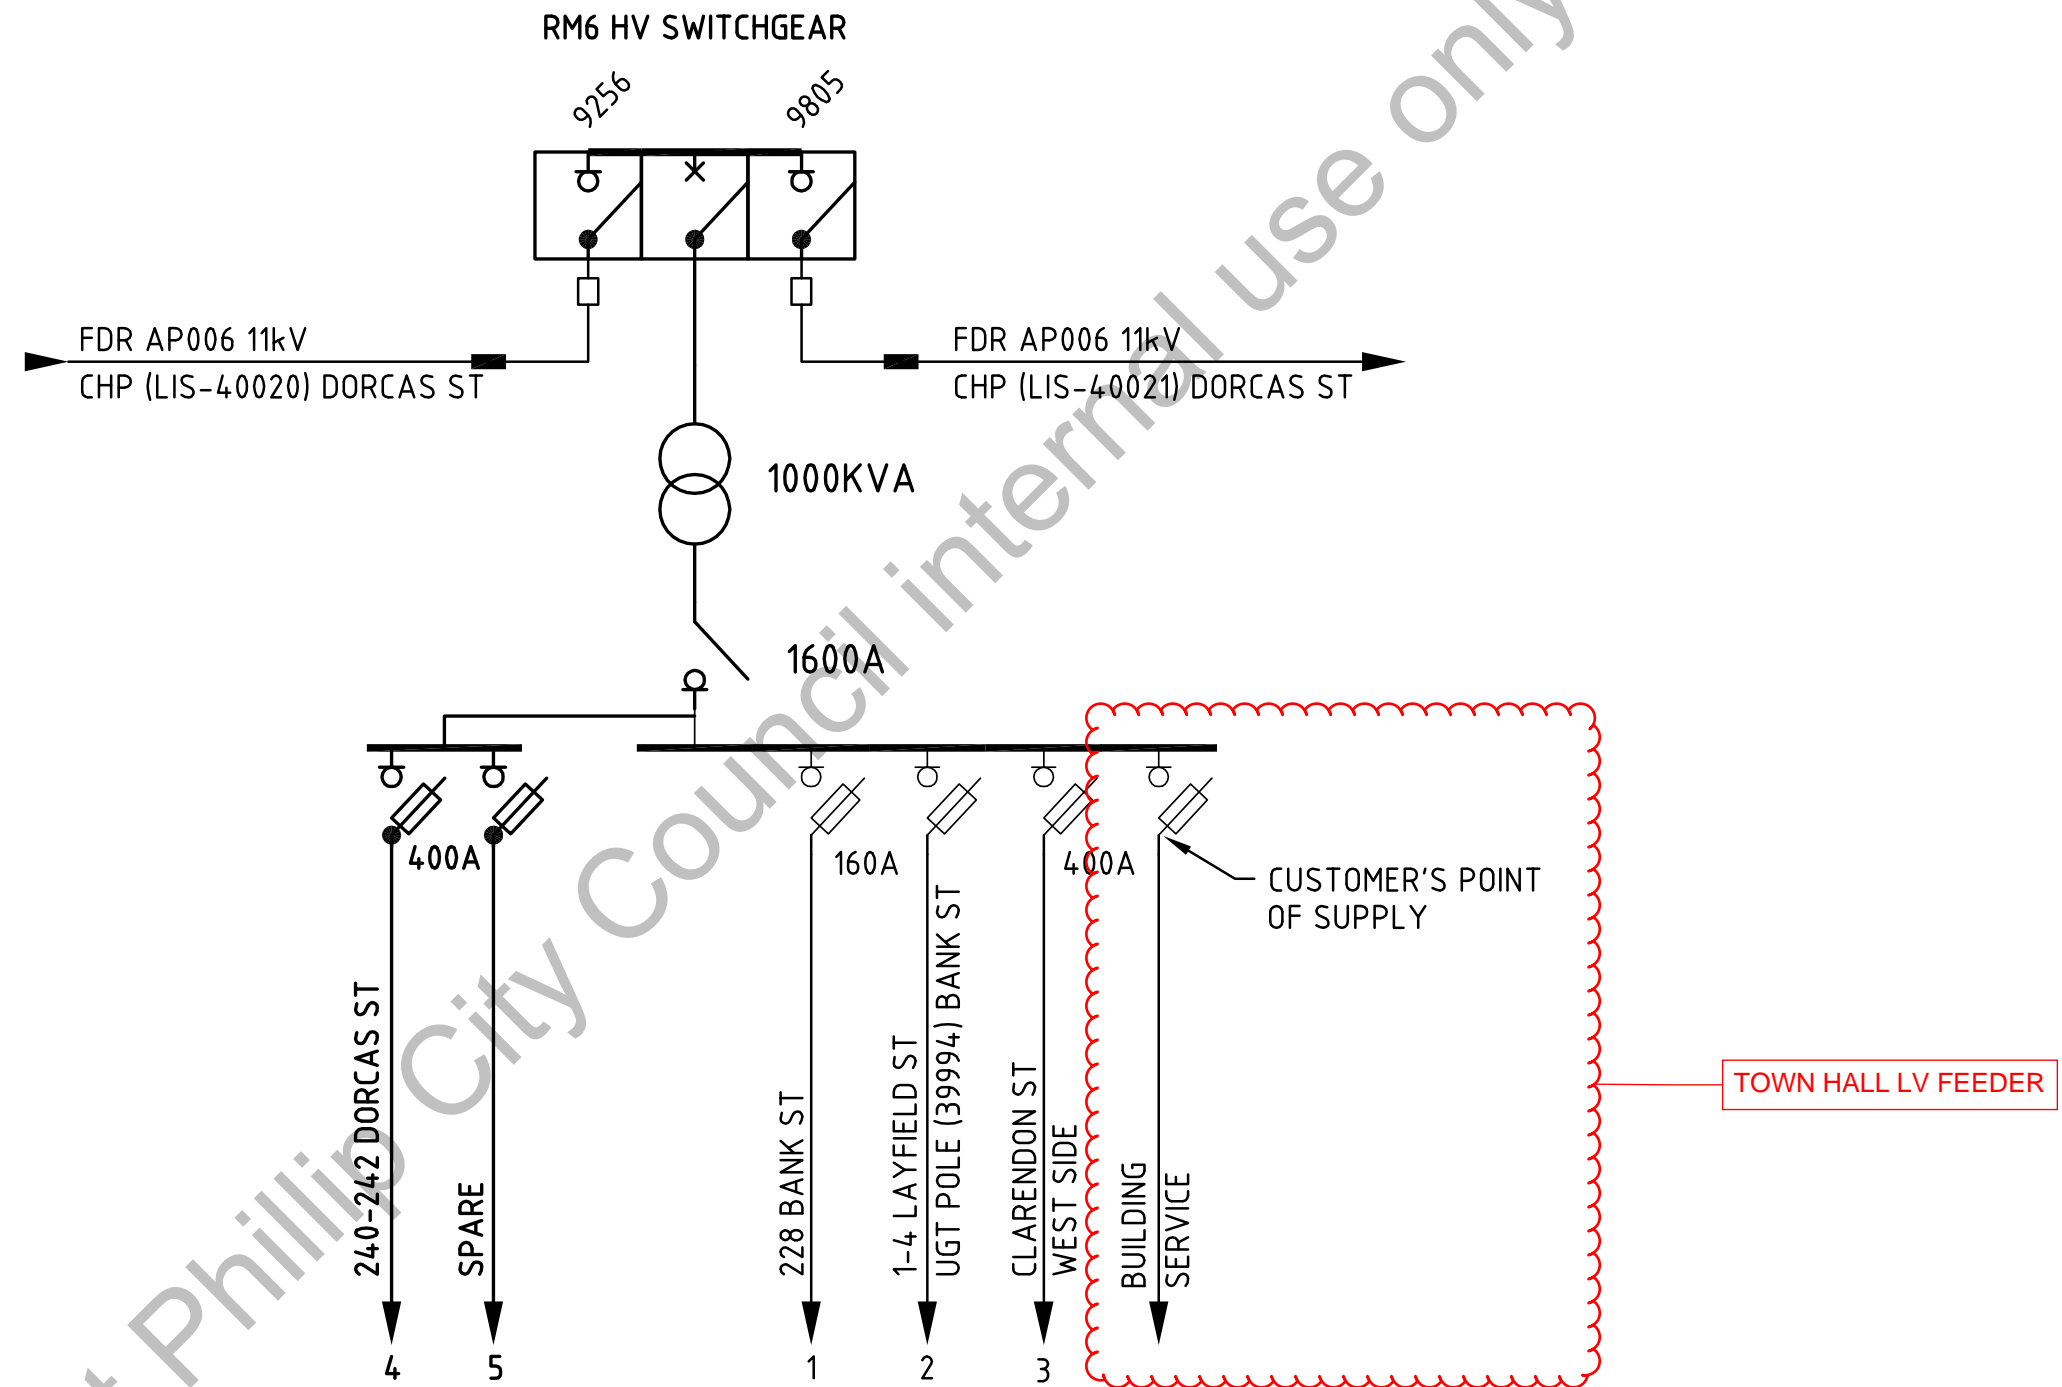 RM6 HV SWITCHGEAR
9256
9805
FDR AP006 11kV
CHP (LIS-40020) DORCAS ST
FDR AP006 11kV
CHP (LIS-40021) DORCAS ST
1000KVA
1600A
400A
160A
400A
CUSTOMER'S POINT
OF SUPPLY
240-242 DORCAS ST
SPARE
228 BANK ST
1-4 LAYFIELD ST
UGT POLE (39994) BANK ST
CLARENDON ST
WEST SIDE
BUILDING
SERVICE
TOWN HALL LV FEEDER
4
5
1
2
3
Phillip City Council internal use only